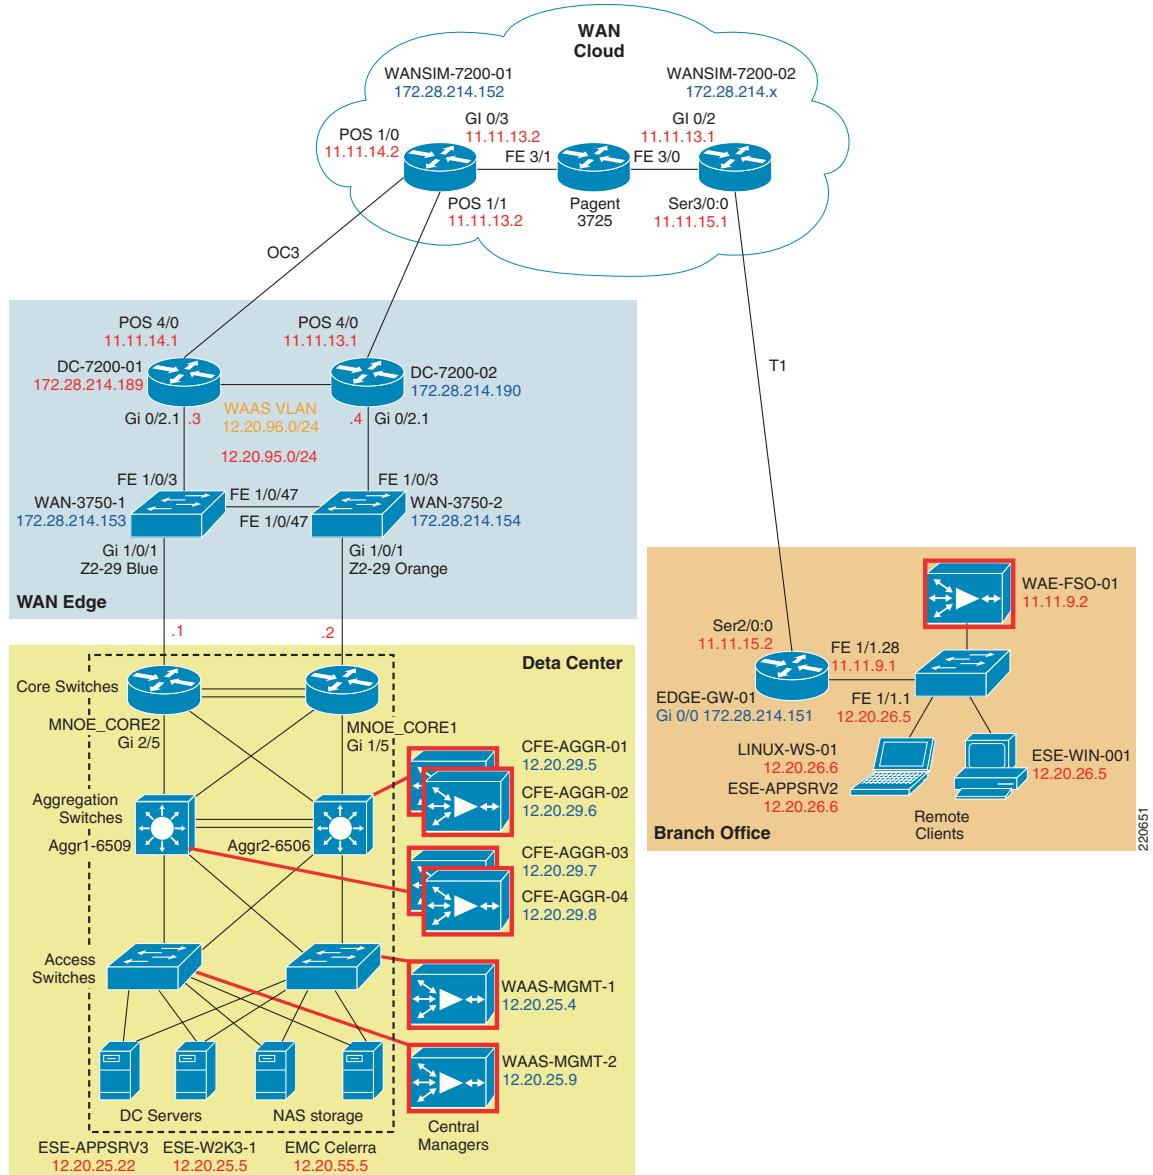 WAN
Cloud
WANSIM-7200-01
172.28.214.152
WANSIM-7200-02
172.28.214.x
POS 1/0
11.11.14.2
GI 0/3
11.11.13.2
GI 0/2
11.11.13.1
FE 3/1
FE 3/0
POS 1/1
11.11.13.2
Pagent
3725
Ser3/0:0
11.11.15.1
OC3
T1
POS 4/0
11.11.14.1
POS 4/0
11.11.13.1
DC-7200-01
172.28.214.189
DC-7200-02
172.28.214.190
WAAS VLAN
12.20.96.0/24
Gi 0/2.1
.3
.4
Gi 0/2.1
12.20.95.0/24
FE 1/0/3
FE 1/0/3
WAN-3750-1
172.28.214.153
FE 1/0/47
FE 1/0/47
WAN-3750-2
172.28.214.154
Gi 1/0/1
Z2-29 Blue
Gi 1/0/1
Z2-29 Orange
WAN Edge
.1
.2
Deta Center
Core Switches
MNOE_CORE2
Gi 2/5
MNOE_CORE1
Gi 1/5
CFE-AGGR-01
12.20.29.5
CFE-AGGR-02
12.20.29.6
Aggregation
Switches
Aggr1-6509
Aggr2-6506
CFE-AGGR-03
12.20.29.7
CFE-AGGR-04
12.20.29.8
Access
Switches
WAAS-MGMT-1
12.20.25.4
WAAS-MGMT-2
12.20.25.9
DC Servers
NAS storage
Central
Managers
ESE-APPSRV3
12.20.25.22
ESE-W2K3-1
12.20.25.5
EMC Celerra
12.20.55.5
WAE-FSO-01
11.11.9.2
Ser2/0:0
11.11.15.2
FE 1/1.28
11.11.9.1
EDGE-GW-01
Gi 0/0 172.28.214.151
FE 1/1.1
12.20.26.5
LINUX-WS-01
12.20.26.6
ESE-APPSRV2
12.20.26.6
ESE-WIN-001
12.20.26.5
Remote
Clients
Branch Office
220651